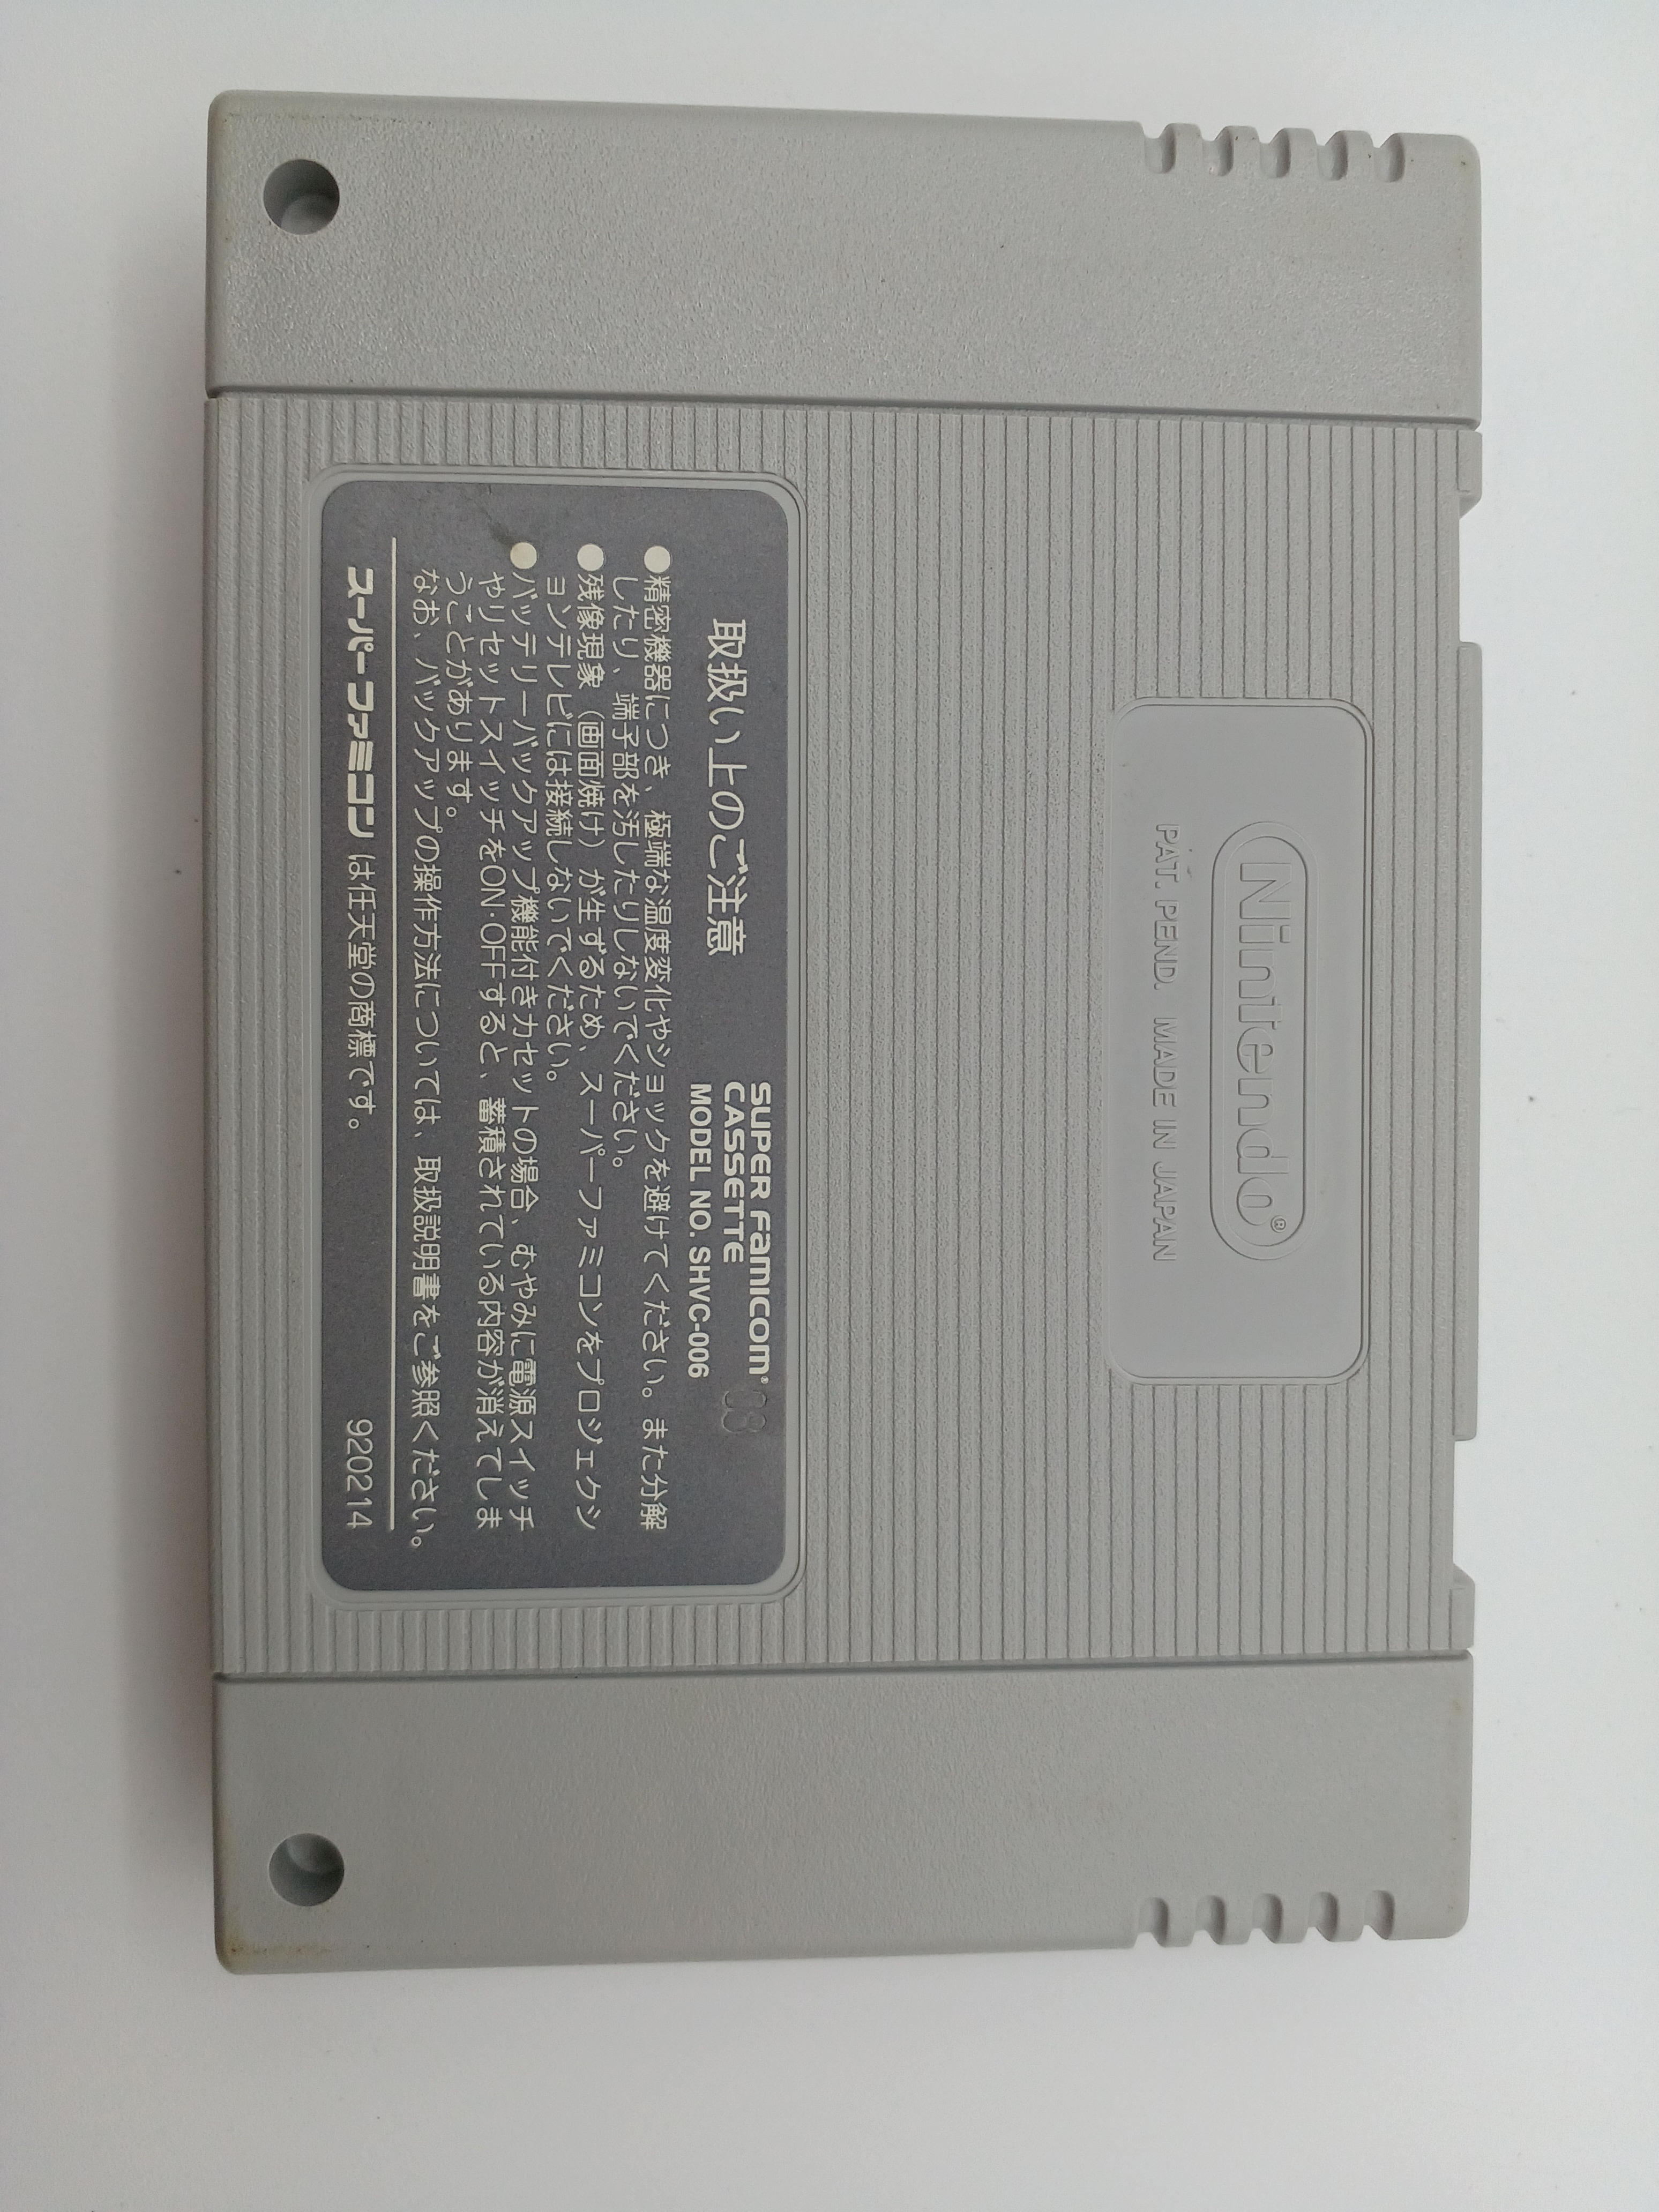 Nintendo®
PAT. PEND. MADE IN JAPAN
取扱い上のご注意
SUPER FAMICOM®
CASSETTE
MODEL NO. SHVC-006
●精密機器につき、極端な温度変化やショックを避けてください。また分解
したり、端子部を汚したりしないでください。
●残像現象（画面焼け）が生ずるため、スーパーファミコンをプロジェクシ
ョンテレビには接続しないでください。
●バッテリーバックアップ機能付きカセットの場合、むやみに電源スイッチ
やリセットスイッチをON·OFFすると、蓄積されている内容が消えてしま
うことがあります。
なお、バックアップの操作方法については、取扱説明書をご参照ください。
スーパーファミコンは任天堂の商標です。 920214